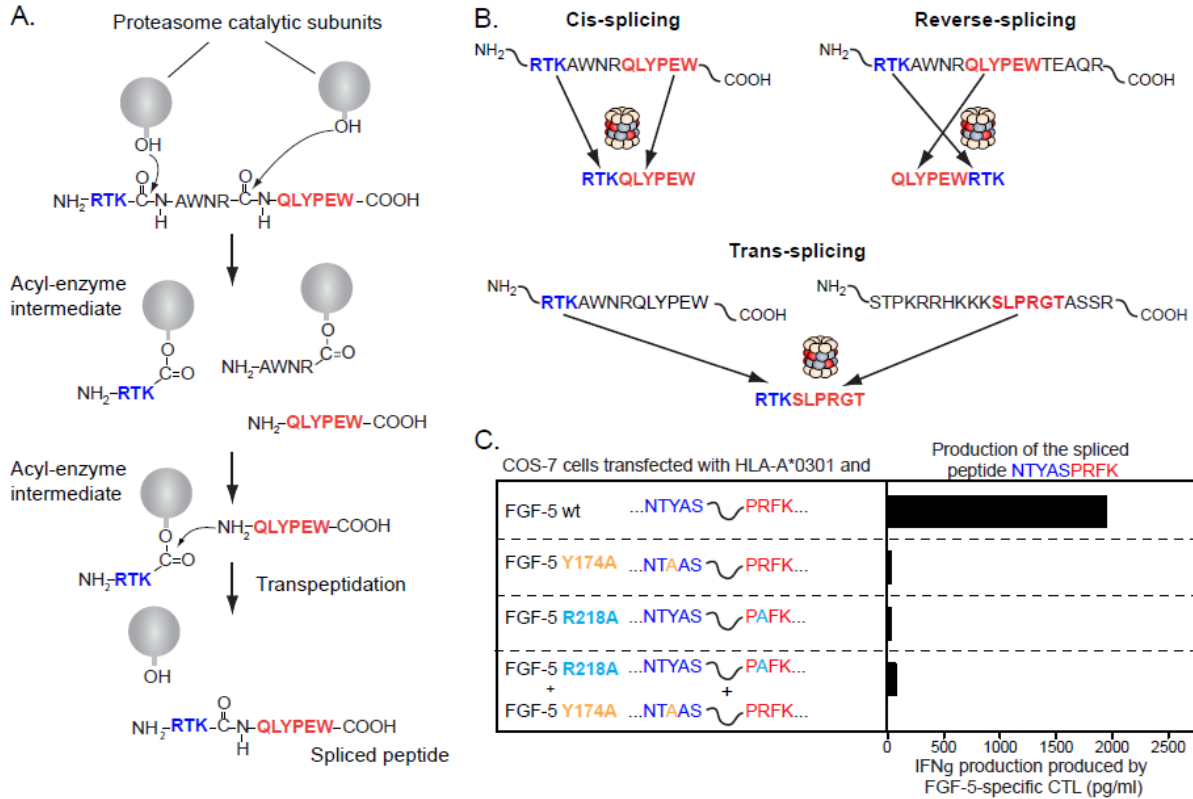 A.
Proteasome catalytic subunits
OH
OH
NH2-RTK-C-N-AWNR-C-N-QLYPEW-COOH
O
H
O
H
Acyl-enzyme
intermediate
O
C=O
NH2-RTK
O
C=O
NH2-AWNR
NH2-QLYPEW-COOH
Acyl-enzyme
intermediate
O
C=O
NH2-RTK
NH2-QLYPEW-COOH
Transpeptidation
OH
O
NH2-RTK-C-N-QLYPEW-COOH
H
Spliced peptide
B.
Cis-splicing
NH2
RTKAWNRQLYPEW
COOH
RTKQLYPEW
Reverse-splicing
NH2
RTKAWNRQLYPEWTEAQR
COOH
QLYPEWRTK
Trans-splicing
NH2
RTKAWNRQLYPEW
COOH
NH2
STPKRRHKKKSLPRGTASSR
COOH
RTKSLPRGT
C.
COS-7 cells transfected with HLA-A*0301 and
Production of the spliced
peptide NTYASPRFK
FGF-5 wt ...NTYAS PRFK...
FGF-5 Y174A ...NTAAS PRFK...
FGF-5 R218A ...NTYAS PAFK...
FGF-5 R218A ...NTYAS PAFK...
+ +
FGF-5 Y174A ...NTAAS PRFK...
0 500 1000 1500 2000 2500
IFNg production produced by
FGF-5-specific CTL (pg/ml)